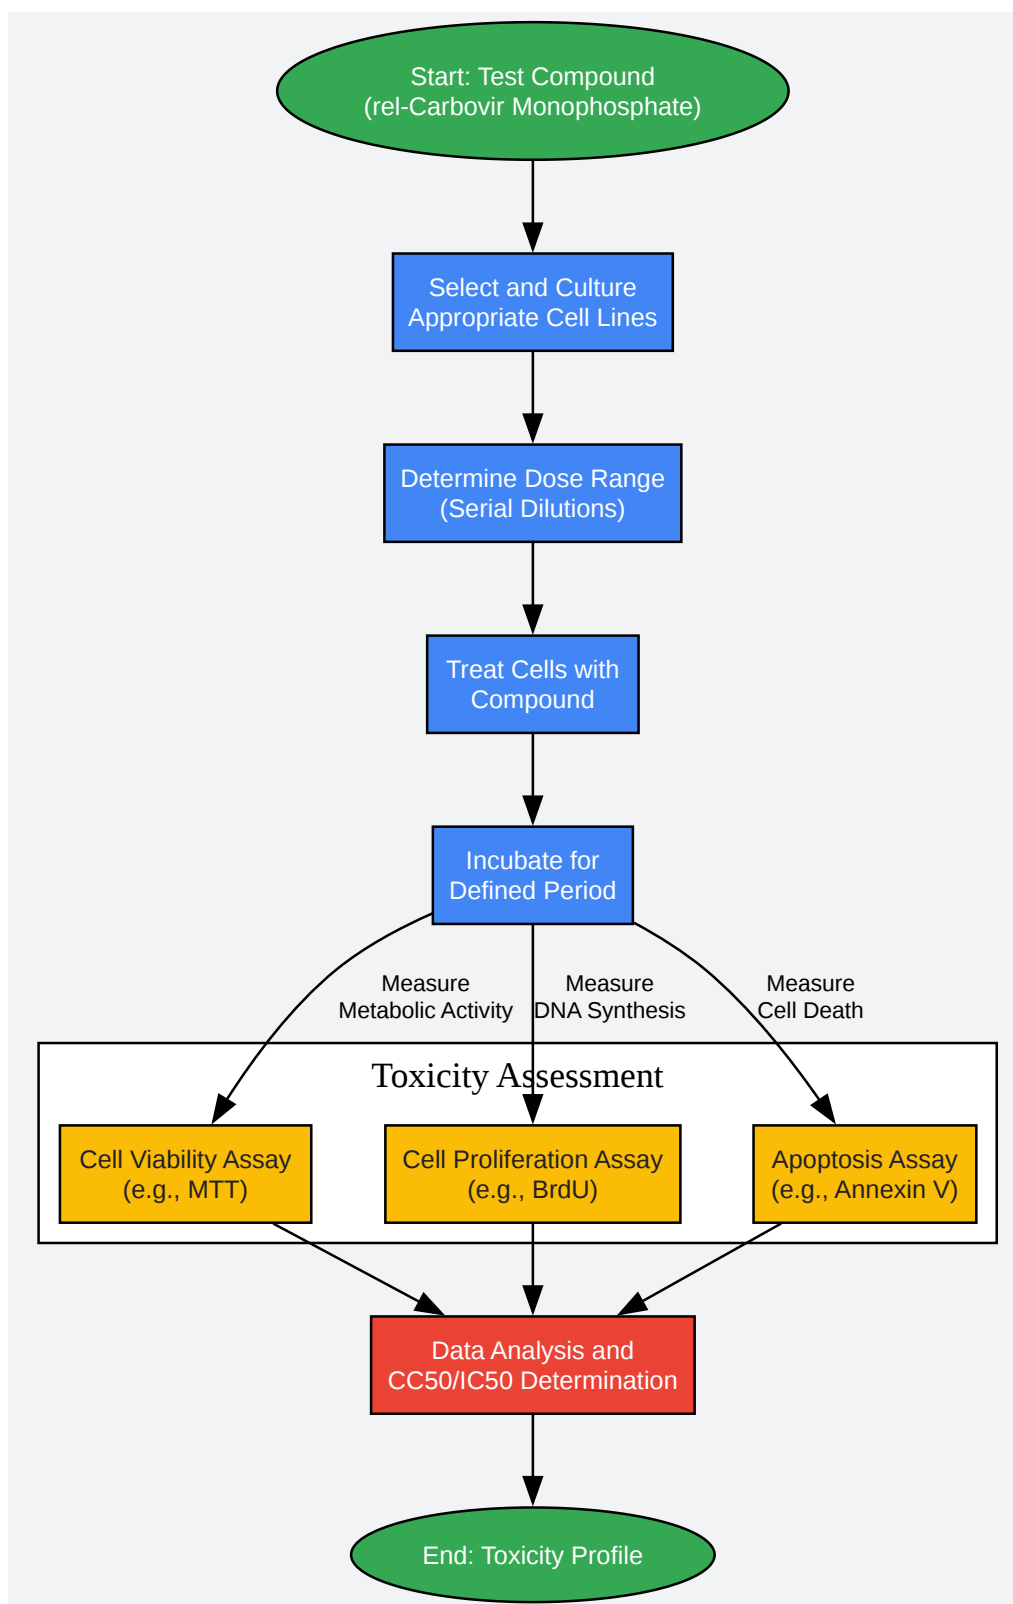 Start: Test Compound
(rel-Carbovir Monophosphate)
Select and Culture
Appropriate Cell Lines
Determine Dose Range
(Serial Dilutions)
Treat Cells with
Compound
Incubate for
Defined Period
Measure
Metabolic Activity
Measure
DNA Synthesis
Measure
Cell Death
Toxicity Assessment
Cell Viability Assay
(e.g., MTT)
Cell Proliferation Assay
(e.g., BrdU)
Apoptosis Assay
(e.g., Annexin V)
Data Analysis and
CC50/IC50 Determination
End: Toxicity Profile